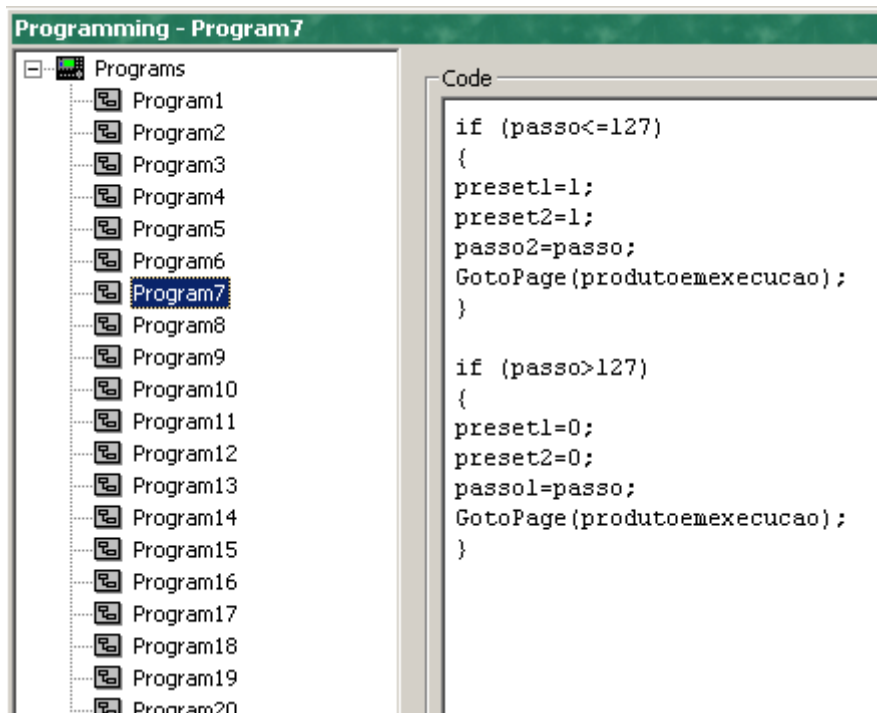 Programming - Program7
Programs
Program1
Program2
Program3
Program4
Program5
Program6
Program7
Program8
Program9
Program10
Program11
Program12
Program13
Program14
Program15
Program16
Program17
Program18
Program19
Program20
Code
if (passo<=127)
{
preset1=1;
preset2=1;
passo2=passo;
GotoPage(produtoemexecucao);
}
if (passo>127)
{
preset1=0;
preset2=0;
passo1=passo;
GotoPage(produtoemexecucao);
}